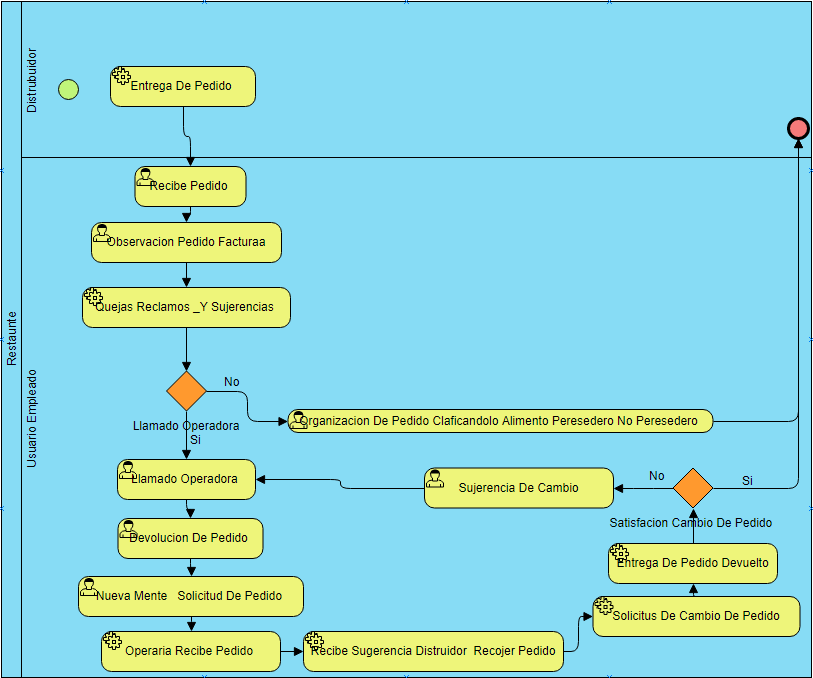 Restaunte
Distrubuidor
Entrega De Pedido
Usuario Empleado
Recibe Pedido
Observacion Pedido Facturaa
Quejas Reclamos _Y Sujerencias
No
Llamado Operadora
Si
Organizacion De Pedido Claficandolo Alimento Peresedero No Peresedero
Llamado Operadora
Sujerencia De Cambio
No
Si
Satisfacion Cambio De Pedido
Devolucion De Pedido
Entrega De Pedido Devuelto
Nueva Mente Solicitud De Pedido
Solicitus De Cambio De Pedido
Operaria Recibe Pedido
Recibe Sugerencia Distruidor Recojer Pedido